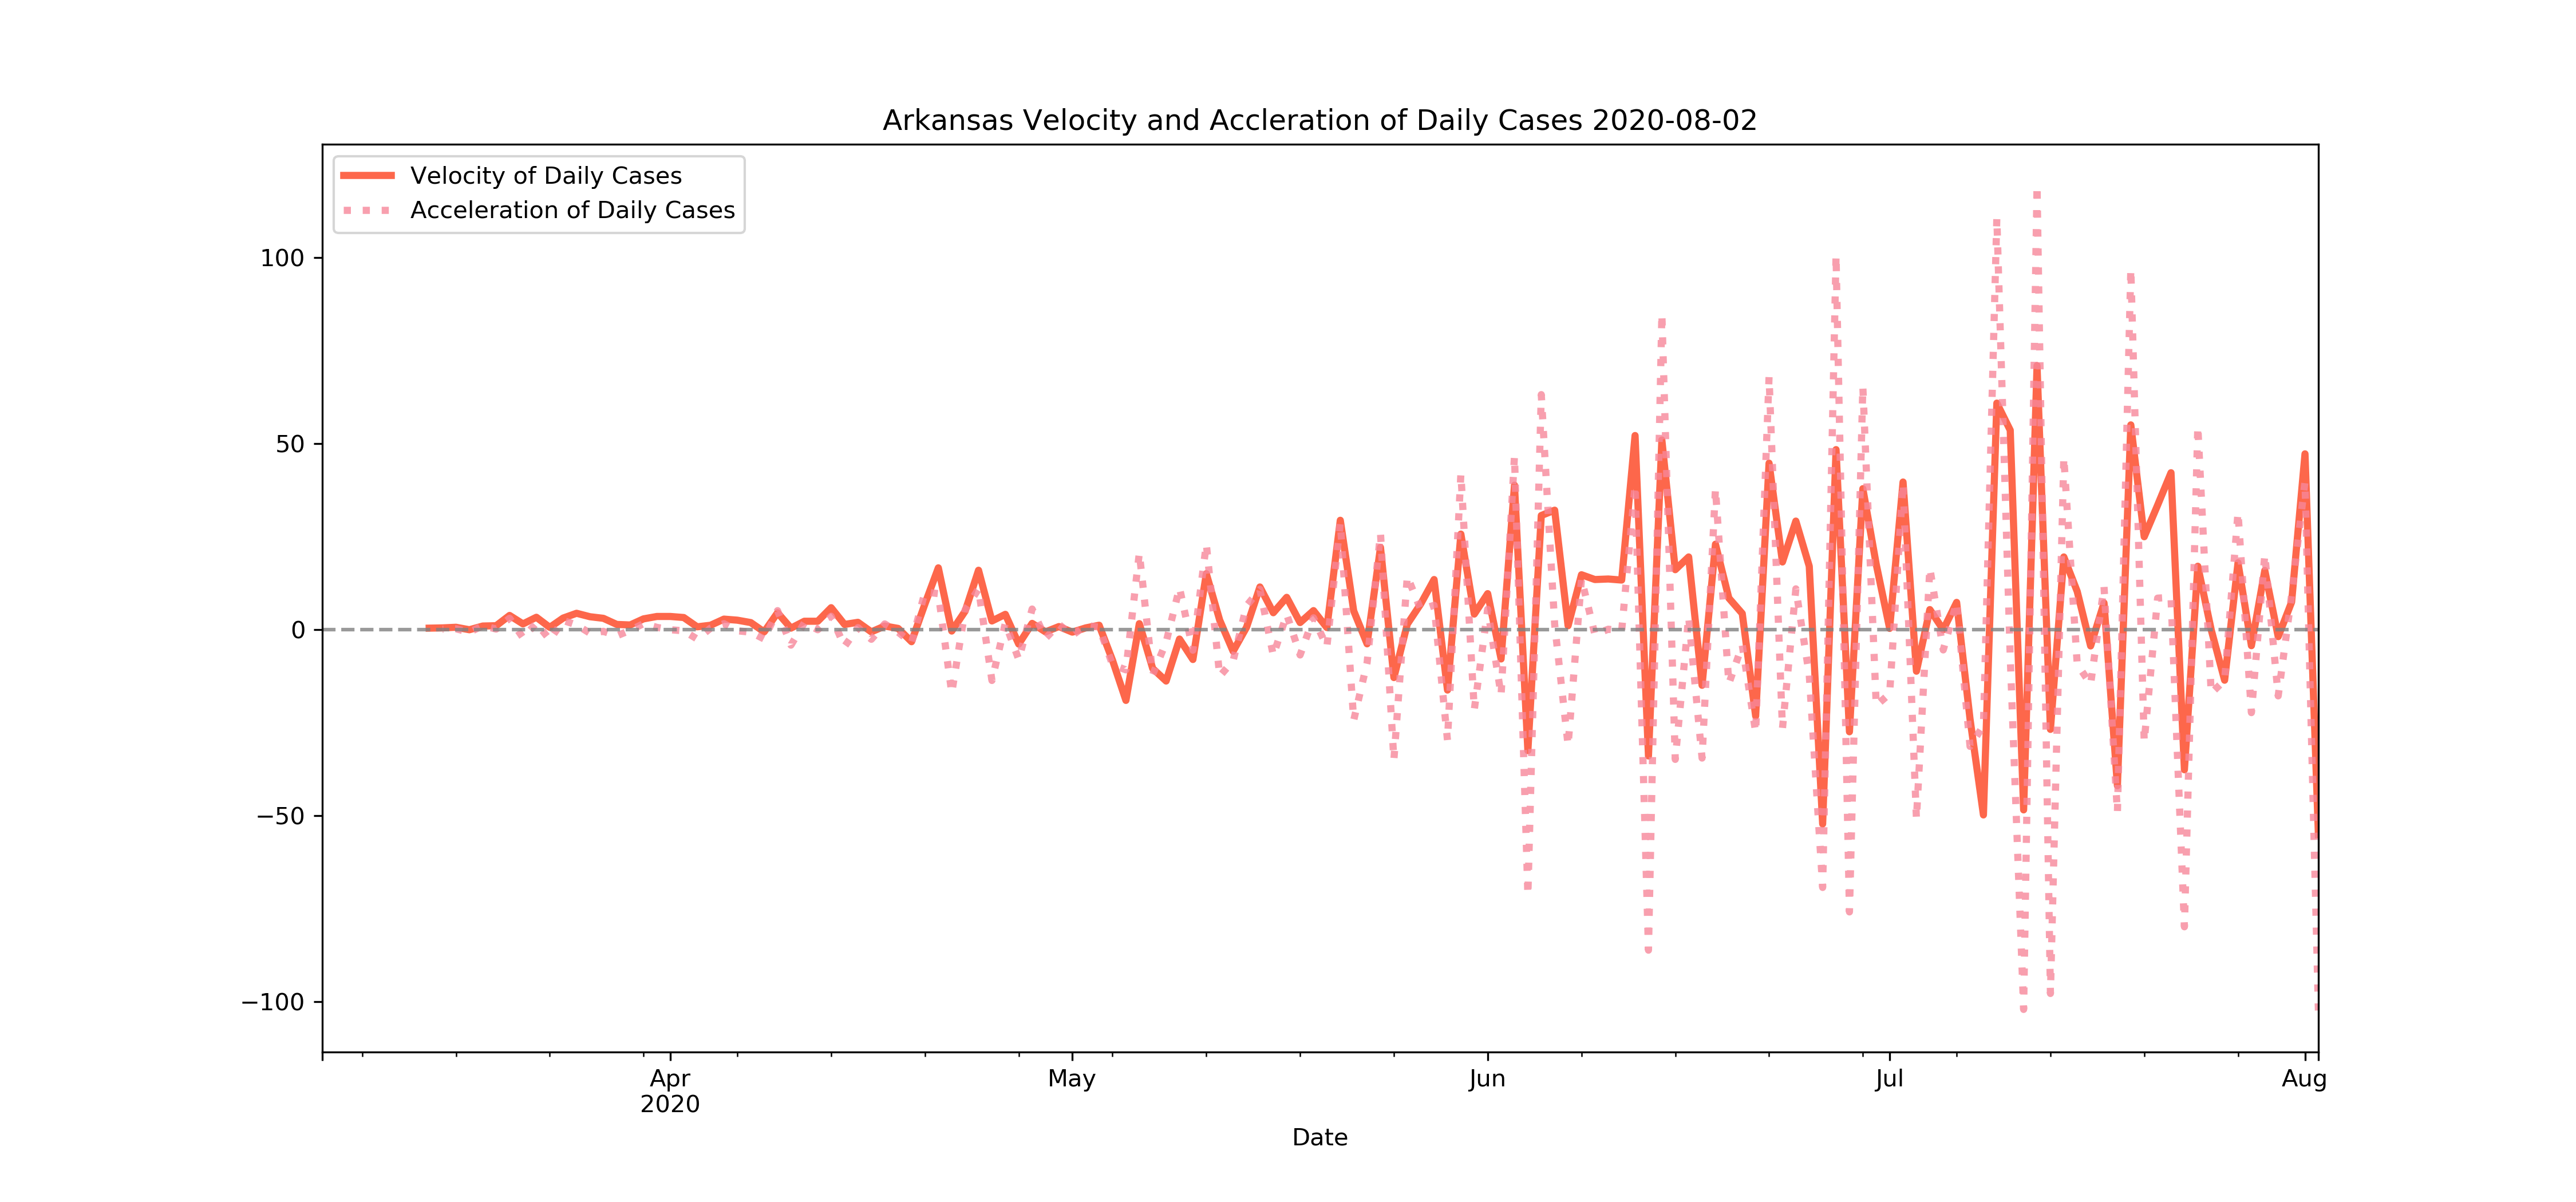 Arkansas Velocity and Accleration of Daily Cases 2020-08-02
Velocity of Daily Cases
Acceleration of Daily Cases
100
50
0
−50
−100
Apr
2020
May
Jun
Jul
Aug
Date